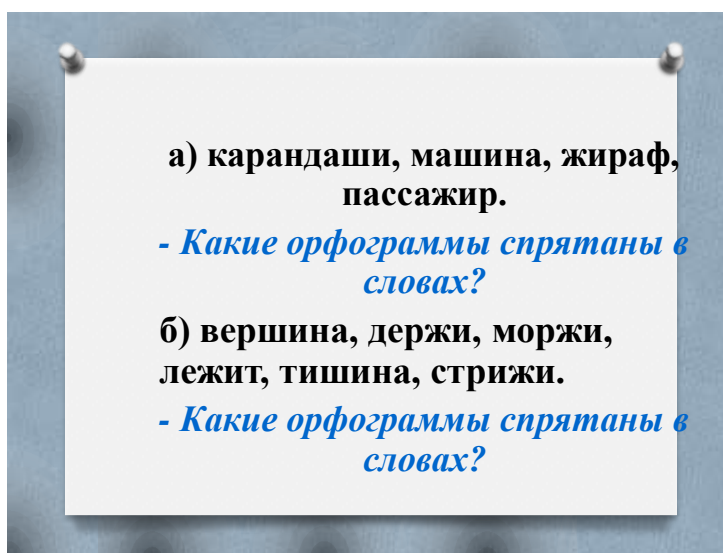 а) карандаши, машина, жираф,
пассажир.
- Какие орфограммы спрятаны в
словах?
б) вершина, держи, моржи,
лежит, тишина, стрижи.
- Какие орфограммы спрятаны в
словах?